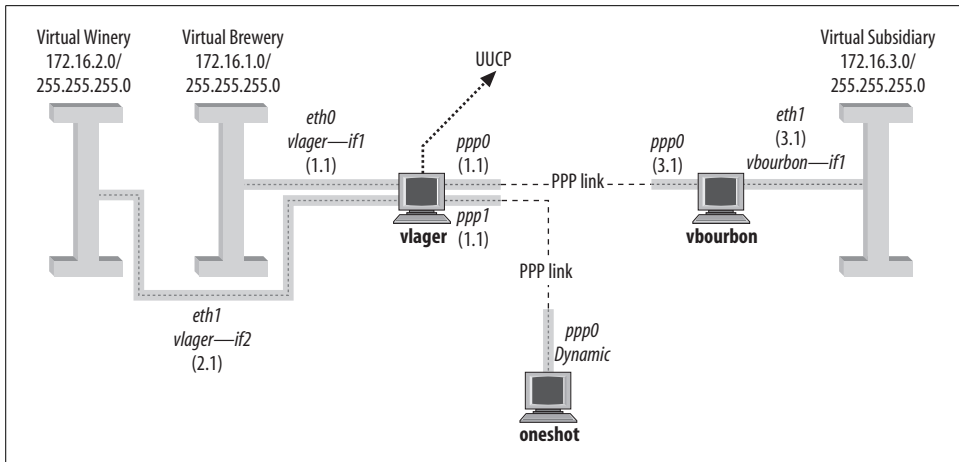 Virtual Winery
172.16.2.0/
255.255.255.0
Virtual Brewery
172.16.1.0/
255.255.255.0
Virtual Subsidiary
172.16.3.0/
255.255.255.0
UUCP
eth0
vlager—if1
(1.1)
ppp0
(1.1)
ppp0
(3.1)
eth1
(3.1)
vbourbon—if1
PPP link
vlager
ppp1
(1.1)
vbourbon
PPP link
eth1
vlager—if2
(2.1)
ppp0
Dynamic
oneshot